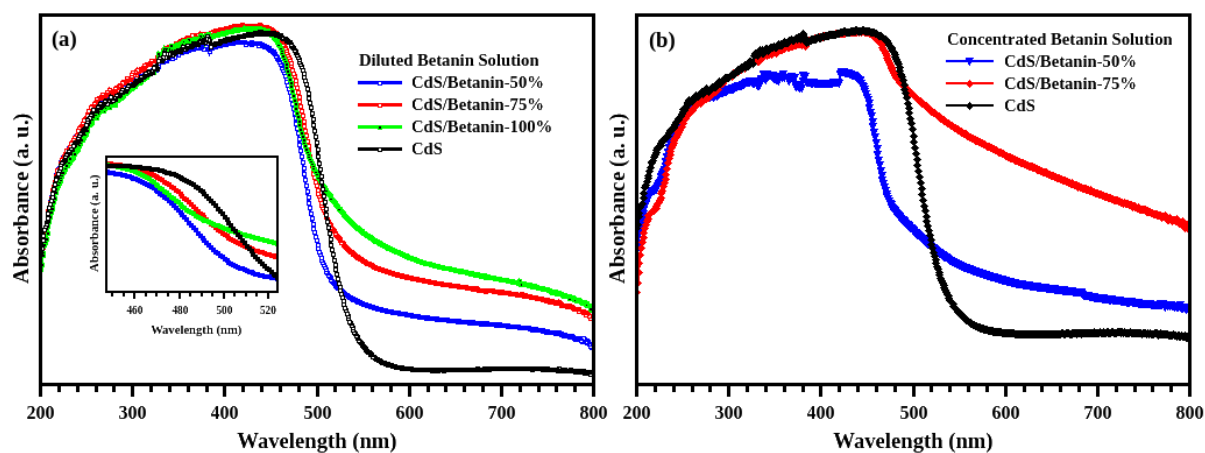 (a)
Diluted Betanin Solution
CdS/Betanin-50%
CdS/Betanin-75%
CdS/Betanin-100%
CdS
Absorbance (a. u.)
Absorbance (a. u.)
460 480 500 520
Wavelength (nm)
200 300 400 500 600 700 800
Wavelength (nm)
(b)
Concentrated Betanin Solution
CdS/Betanin-50%
CdS/Betanin-75%
CdS
Absorbance (a. u.)
200 300 400 500 600 700 800
Wavelength (nm)